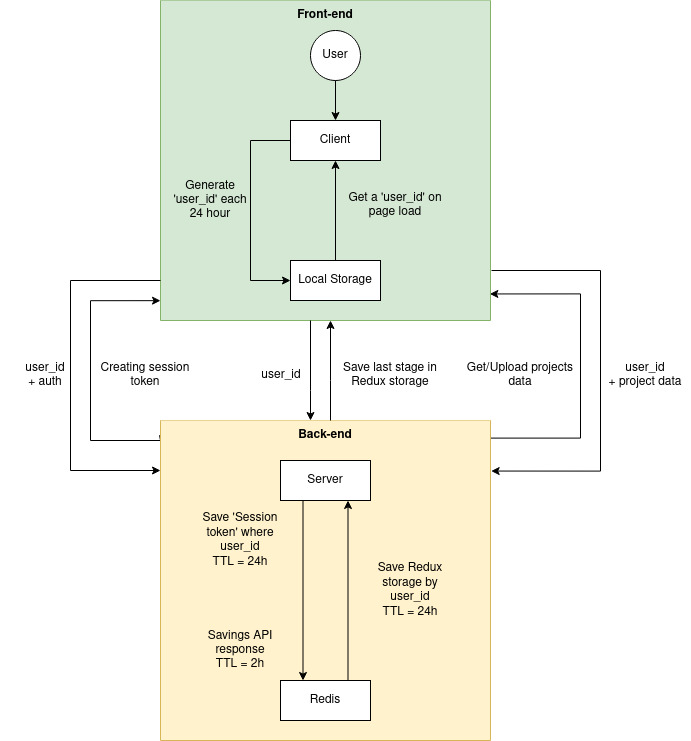 Front-end
User
Client
Generate
'user_id' each
24 hour
Get a 'user_id' on
page load
Local Storage
user_id
+ auth
Creating session
token
user_id
Save last stage in
Redux storage
Get/Upload projects
data
user_id
+ project data
Back-end
Server
Save 'Session
token' where
user_id
TTL = 24h
Save Redux
storage by
user_id
TTL = 24h
Savings API
response
TTL = 2h
Redis